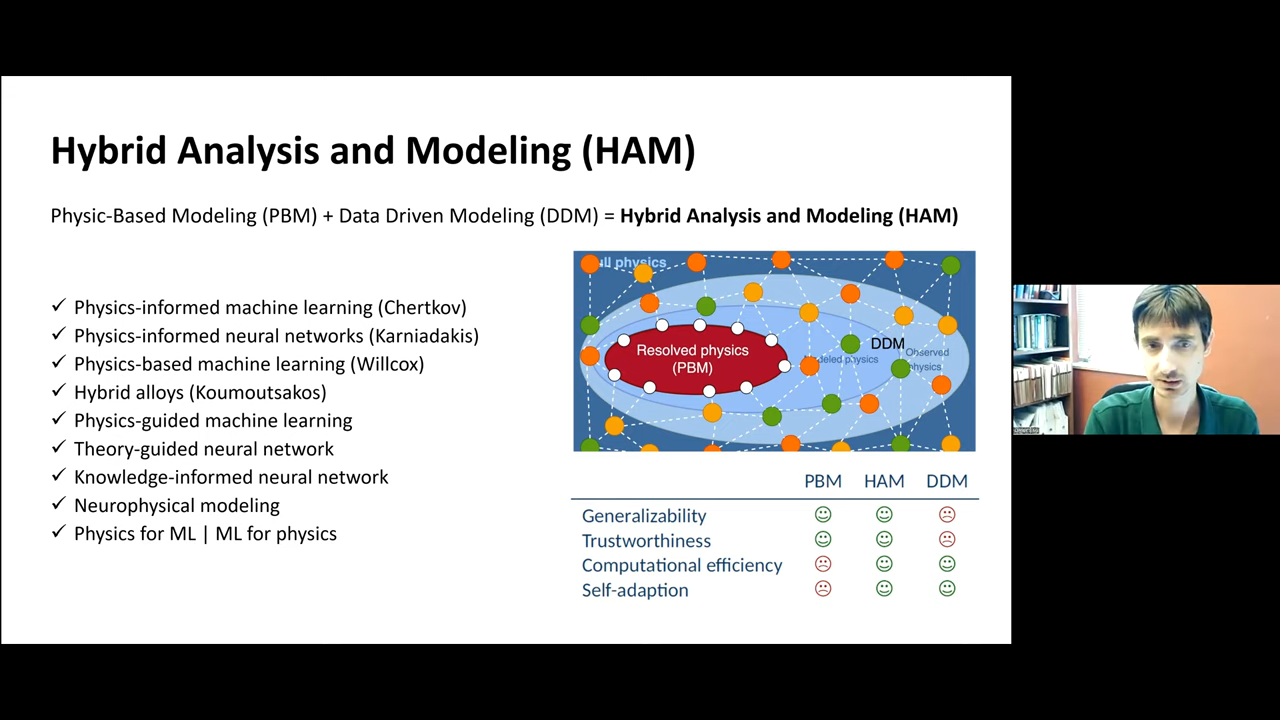 Hybrid Analysis and Modeling (HAM)
Physic-Based Modeling (PBM) + Data Driven Modeling (DDM) = Hybrid Analysis and Modeling (HAM)
✓ Physics-informed machine learning (Chertkov)
✓ Physics-informed neural networks (Karniadakis)
✓ Physics-based machine learning (Willcox)
✓ Hybrid alloys (Koumoutsakos)
✓ Physics-guided machine learning
✓ Theory-guided neural network
✓ Knowledge-informed neural network
✓ Neurophysical modeling
✓ Physics for ML | ML for physics
physics
Resolved physics
(PBM)
DDM
physics
Observed
PBM HAM DDM
Generalizability ☺ ☺ ☹
Trustworthiness ☺ ☺ ☹
Computational efficiency ☹ ☺ ☺
Self-adaption ☹ ☺ ☺